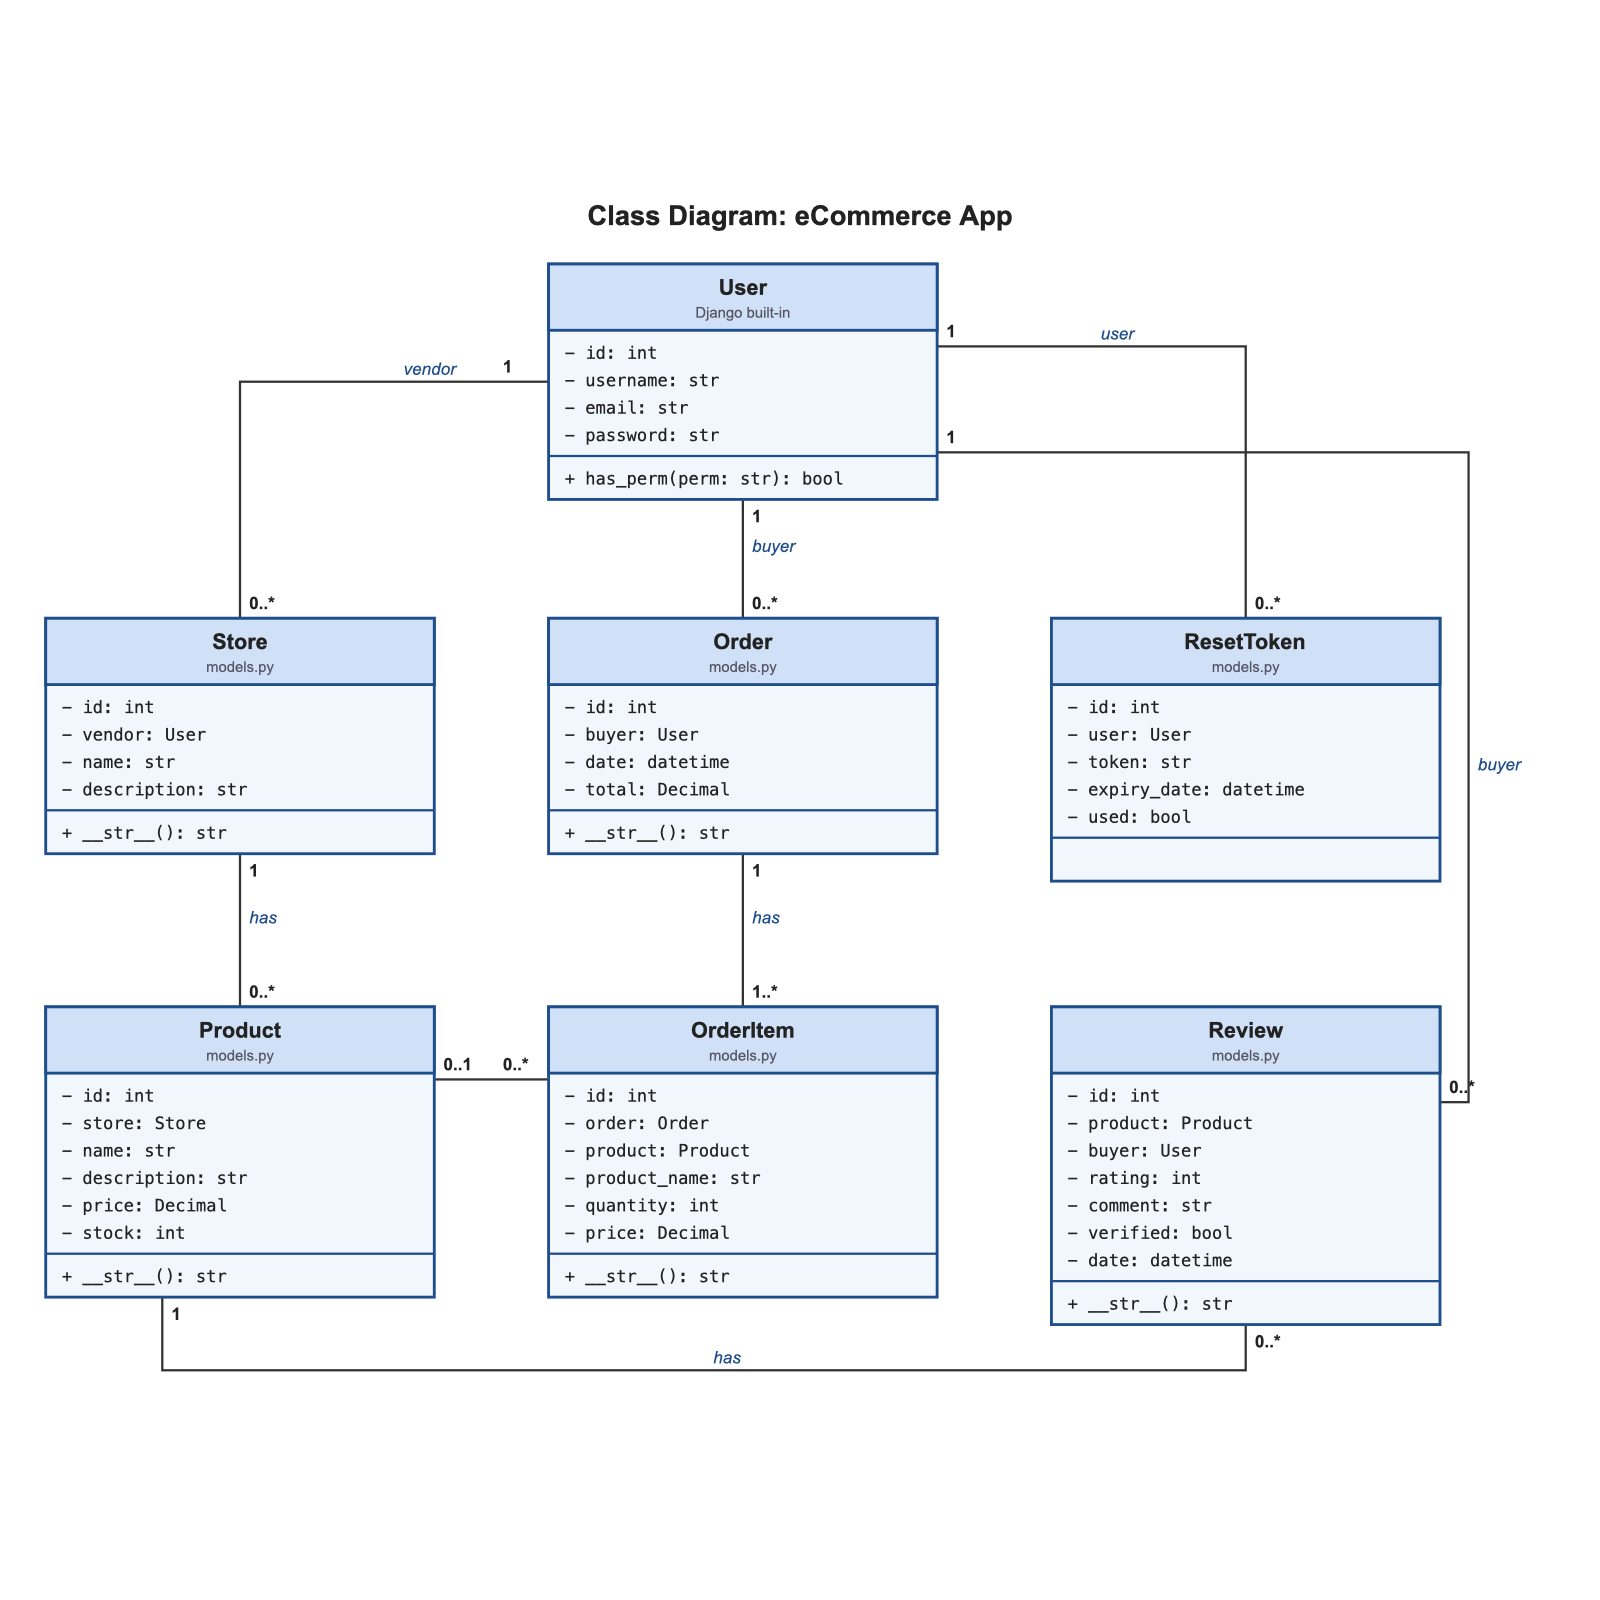 Class Diagram: eCommerce App
User
Django built-in
− id: int
− username: str
− email: str
− password: str
+ has_perm(perm: str): bool
vendor
1
1
user
1
1
buyer
buyer
0..*
0..*
0..*
Store
models.py
− id: int
− vendor: User
− name: str
− description: str
+ __str__(): str
Order
models.py
− id: int
− buyer: User
− date: datetime
− total: Decimal
+ __str__(): str
ResetToken
models.py
− id: int
− user: User
− token: str
− expiry_date: datetime
− used: bool
1
has
0..*
1
has
1..*
Product
models.py
− id: int
− store: Store
− name: str
− description: str
− price: Decimal
− stock: int
+ __str__(): str
0..1
0..*
OrderItem
models.py
− id: int
− order: Order
− product: Product
− product_name: str
− quantity: int
− price: Decimal
+ __str__(): str
Review
models.py
− id: int
− product: Product
− buyer: User
− rating: int
− comment: str
− verified: bool
− date: datetime
+ __str__(): str
0..*
1
has
0..*